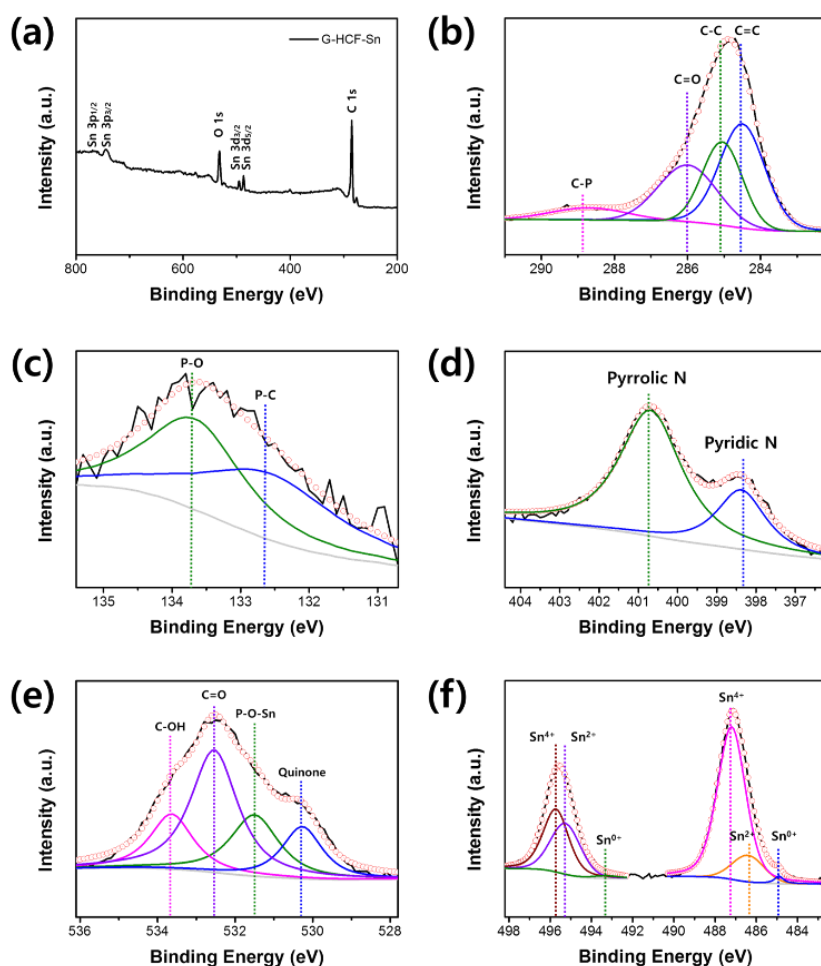 (a)
G-HCF-Sn
Sn 3p1/2
Sn 3p3/2
O 1s
Sn 3d3/2
Sn 3d5/2
C 1s
Intensity (a.u.)
800 600 400 200
Binding Energy (eV)
(b)
C-P
C=O
C-C
C=C
Intensity (a.u.)
290 288 286 284
Binding Energy (eV)
(c)
P-O
P-C
Intensity (a.u.)
135 134 133 132 131
Binding Energy (eV)
(d)
Pyrrolic N
Pyridic N
Intensity (a.u.)
404 403 402 401 400 399 398 397
Binding Energy (eV)
(e)
C-OH
C=O
P-O-Sn
Quinone
Intensity (a.u.)
536 534 532 530 528
Binding Energy (eV)
(f)
Sn4+
Sn2+
Sn0+
Sn4+
Sn2+
Sn0+
Intensity (a.u.)
498 496 494 492 490 488 486 484
Binding Energy (eV)